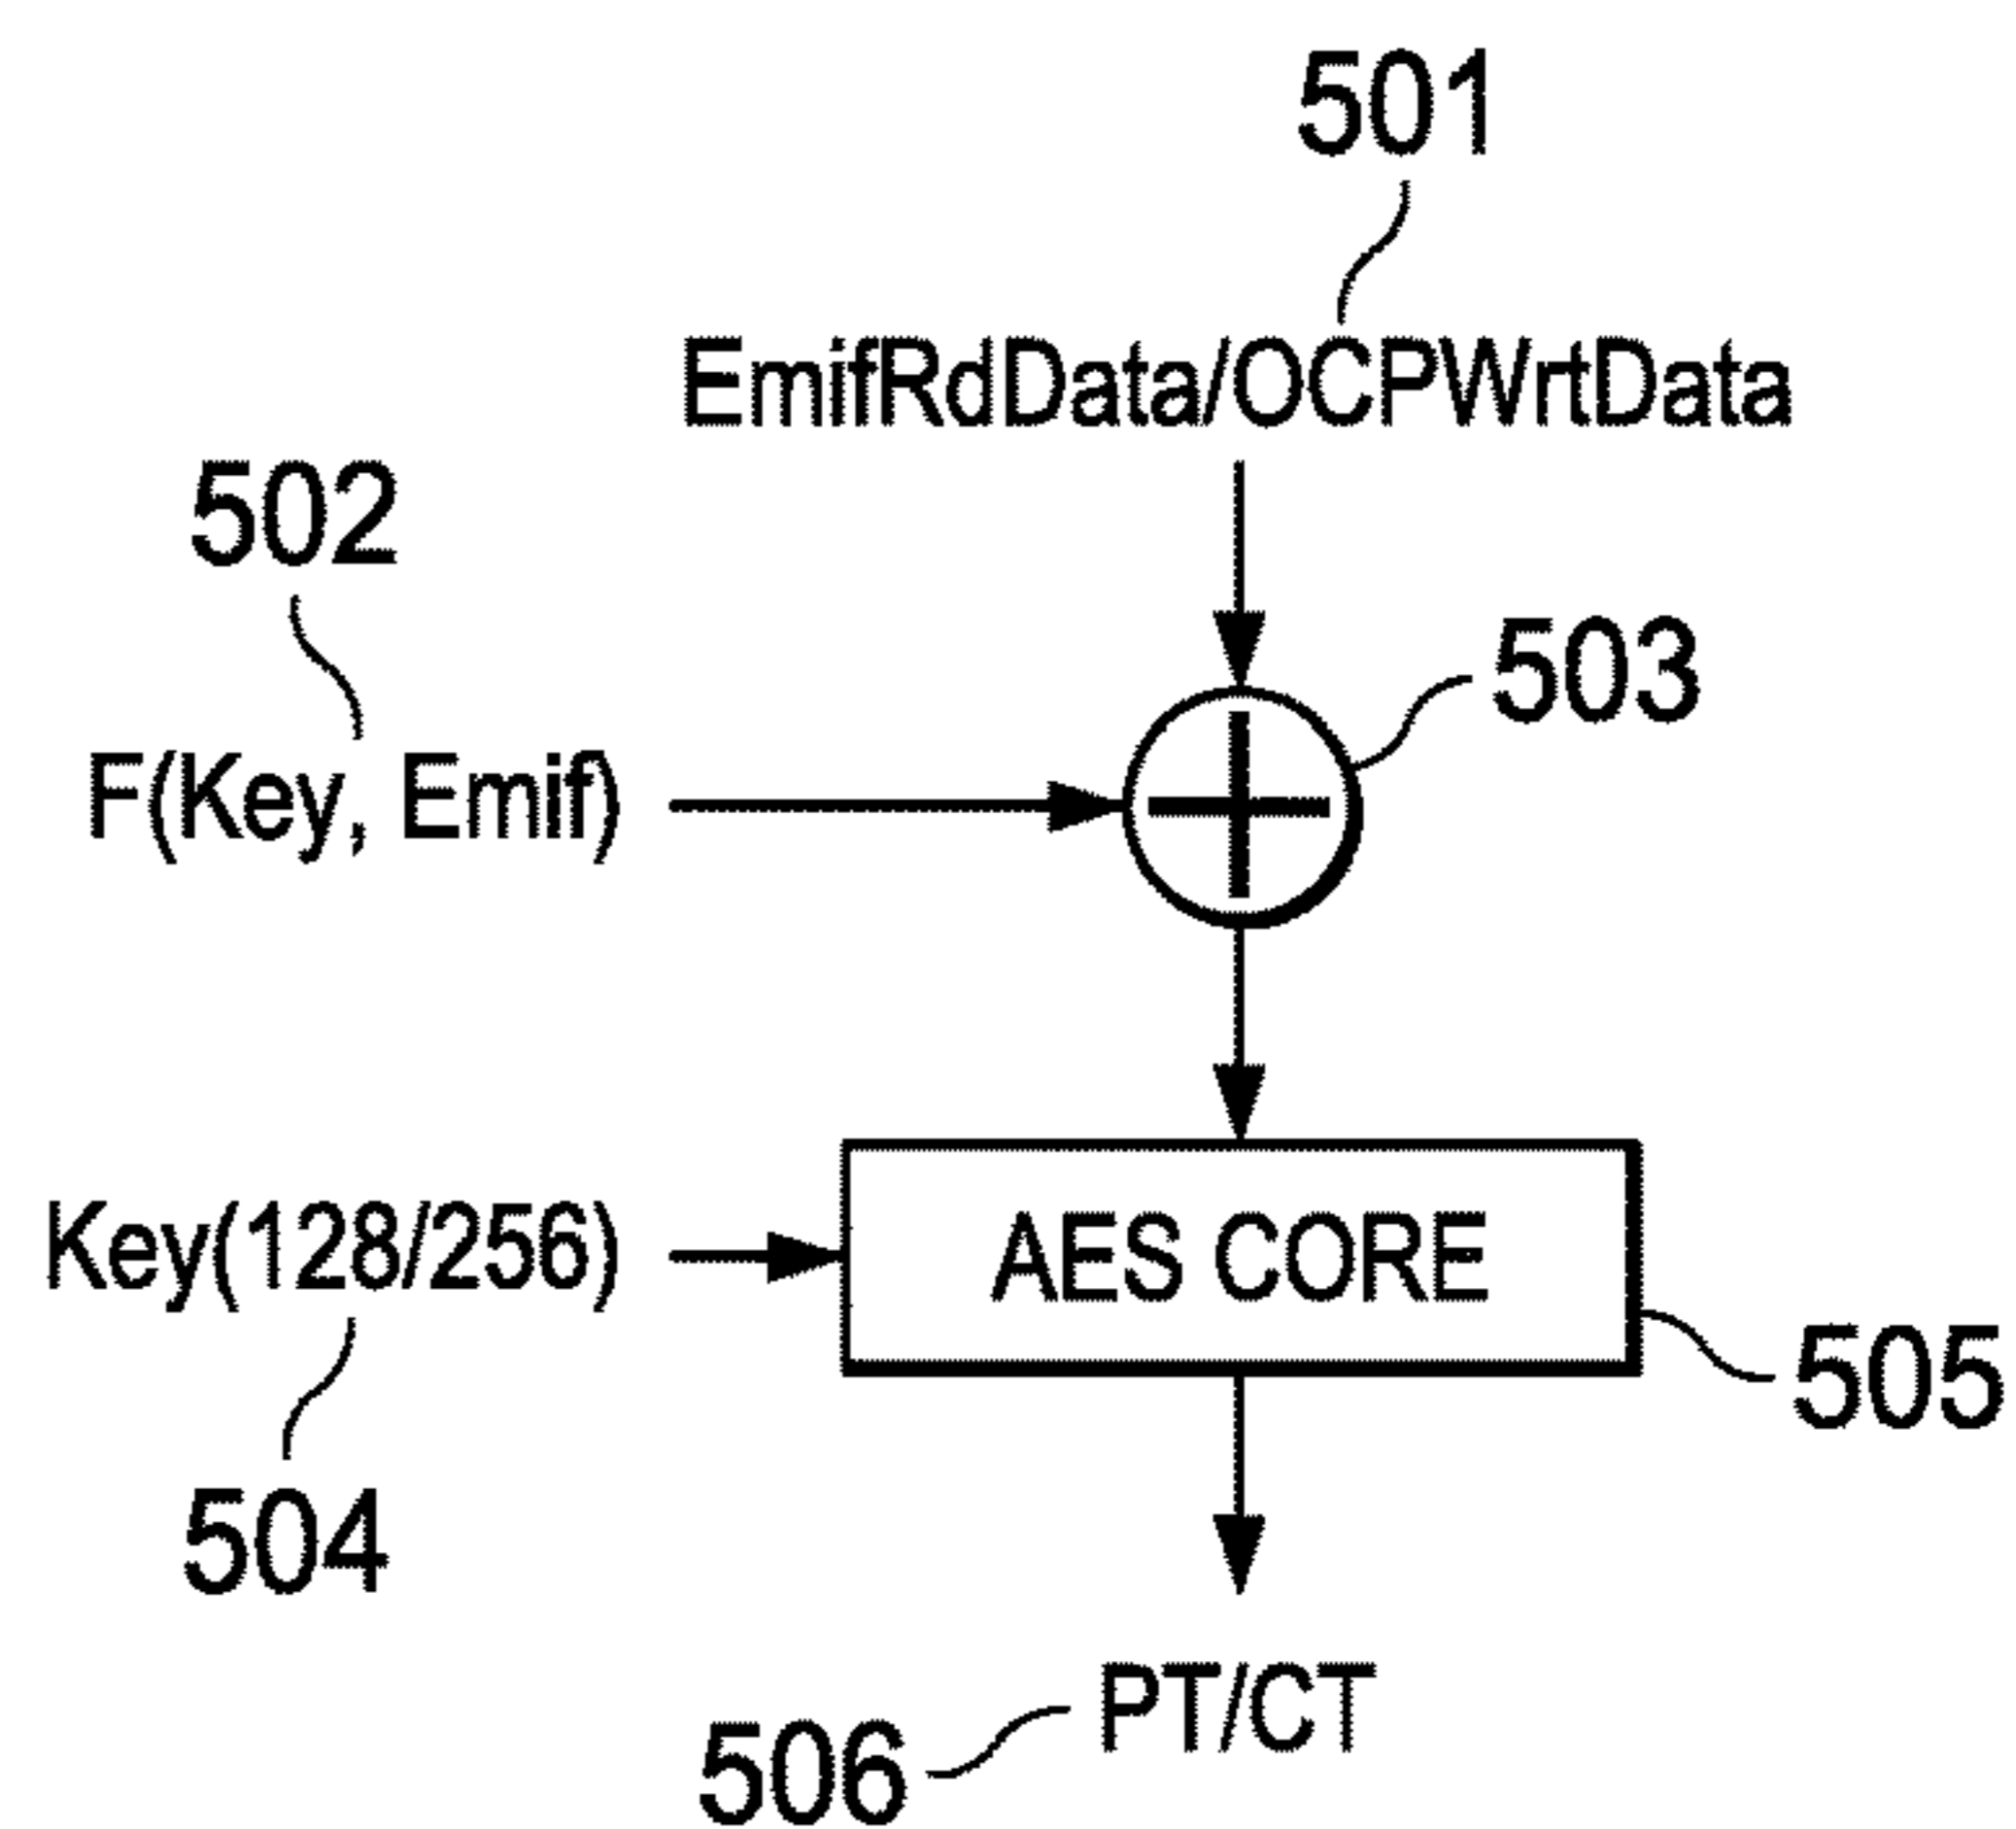 501
EmifRdData/OCPWrtData
502
503
F(Key, Emif)
Key(128/256)
AES CORE
505
504
PT/CT
506